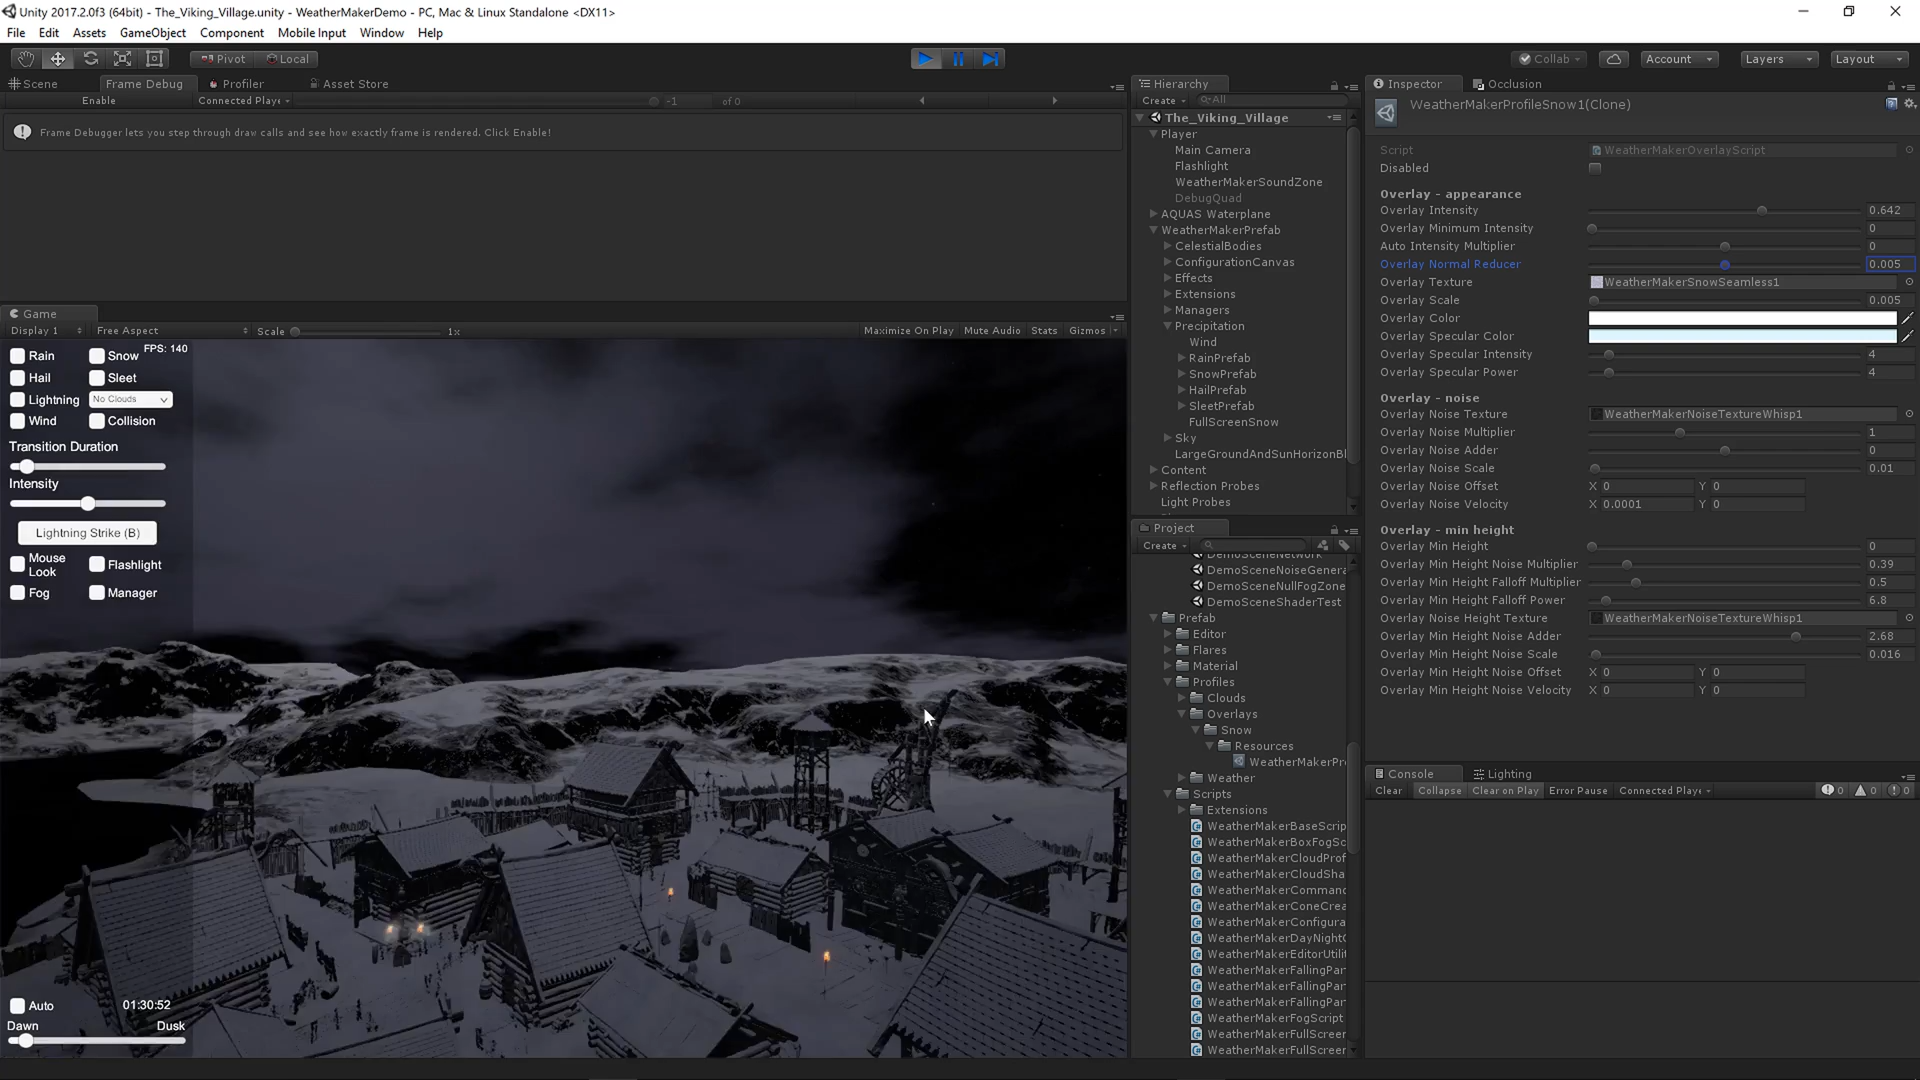 Unity 2017.2.0f3 (64bit) - The_Viking_Village.unity - WeatherMakerDemo - PC, Mac & Linux Standalone <DX11>
File Edit Assets GameObject Component Mobile Input Window Help
Pivot Local Collab Account Layers Layout
Scene Frame Debug Profiler Asset Store
Enable Connected Playe -1 of 0
Frame Debugger lets you step through draw calls and see how exactly frame is rendered. Click Enable!
Game
Display 1 Free Aspect Scale 1x Maximize On Play Mute Audio Stats Gizmos
FPS: 140
Rain Snow
Hail Sleet
Lightning No Clouds
Wind Collision
Transition Duration
Intensity
Lightning Strike (B)
Mouse Look Flashlight
Fog Manager
Auto 01:30:52
Dawn Dusk
Hierarchy
Create All
The_Viking_Village
Player
Main Camera
Flashlight
WeatherMakerSoundZone
DebugQuad
AQUAS Waterplane
WeatherMakerPrefab
CelestialBodies
ConfigurationCanvas
Effects
Extensions
Managers
Precipitation
Wind
RainPrefab
SnowPrefab
HailPrefab
SleetPrefab
FullScreenSnow
Sky
LargeGroundAndSunHorizonBl
Content
Reflection Probes
Light Probes
Project
Create
DemoSceneNetwork
DemoSceneNoiseGenera
DemoSceneNullFogZone
DemoSceneShaderTest
Prefab
Editor
Flares
Material
Profiles
Clouds
Overlays
Snow
Resources
WeatherMakerPr
Weather
Scripts
Extensions
WeatherMakerBaseScrip
WeatherMakerBoxFogSc
WeatherMakerCloudProf
WeatherMakerCloudSha
WeatherMakerCommanc
WeatherMakerConeCrea
WeatherMakerConfigura
WeatherMakerDayNightC
WeatherMakerEditorUtili
WeatherMakerFallingPar
WeatherMakerFallingPar
WeatherMakerFallingPar
WeatherMakerFogScript
WeatherMakerFullScreer
WeatherMakerFullScreer
Inspector Occlusion
WeatherMakerProfileSnow1(Clone)
Script WeatherMakerOverlayScript
Disabled
Overlay - appearance
Overlay Intensity 0.642
Overlay Minimum Intensity 0
Auto Intensity Multiplier 0
Overlay Normal Reducer 0.005
Overlay Texture WeatherMakerSnowSeamless1
Overlay Scale 0.005
Overlay Color
Overlay Specular Color
Overlay Specular Intensity 4
Overlay Specular Power 4
Overlay - noise
Overlay Noise Texture WeatherMakerNoiseTextureWhisp1
Overlay Noise Multiplier 1
Overlay Noise Adder 0
Overlay Noise Scale 0.01
Overlay Noise Offset X 0 Y 0
Overlay Noise Velocity X 0.0001 Y 0
Overlay - min height
Overlay Min Height 0
Overlay Min Height Noise Multiplier 0.39
Overlay Min Height Falloff Multiplier 0.5
Overlay Min Height Falloff Power 6.8
Overlay Noise Height Texture WeatherMakerNoiseTextureWhisp1
Overlay Min Height Noise Adder 2.68
Overlay Min Height Noise Scale 0.016
Overlay Min Height Noise Offset X 0 Y 0
Overlay Min Height Noise Velocity X 0 Y 0
Console Lighting
Clear Collapse Clear on Play Error Pause Connected Playe 0 0 0